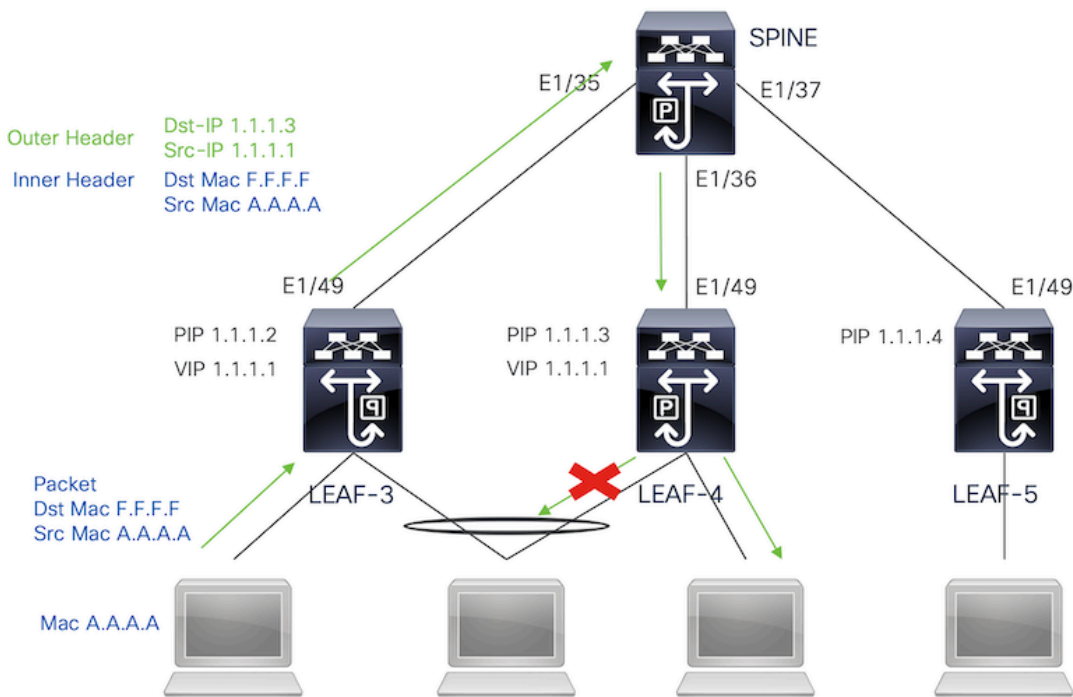 SPINE
E1/35
E1/37
Outer Header
Dst-IP 1.1.1.3
Src-IP 1.1.1.1
Inner Header
Dst Mac F.F.F.F
Src Mac A.A.A.A
E1/36
E1/49
E1/49
E1/49
PIP 1.1.1.2
VIP 1.1.1.1
PIP 1.1.1.3
VIP 1.1.1.1
PIP 1.1.1.4
P
P
P
P
LEAF-3
LEAF-4
LEAF-5
Packet
Dst Mac F.F.F.F
Src Mac A.A.A.A
Mac A.A.A.A